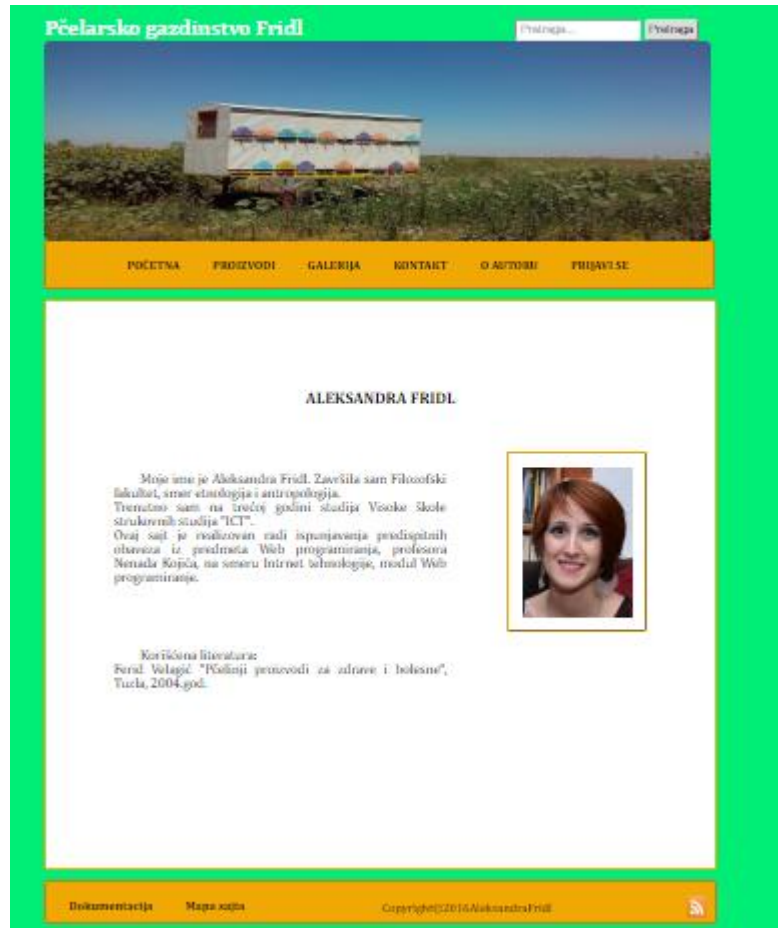 Pčelarsko gazdinstvo Fridl
Pretraga... Pretraga
POČETNA PROIZVODI GALERIJA KONTAKT O AUTORU PRIJAVI SE
ALEKSANDRA FRIDL
Moje ime je Aleksandra Fridl. Završila sam Filozofski
fakultet, smer etnologija i antropologija.
Trenutno sam na trećoj godini studija Visoke škole
strukovnih studija "ICT".
Ovaj sajt je realizovan radi ispunjavanja predispitnih
obaveza iz predmeta Web programiranja, profesora
Nenada Kojića, na smeru Intrnet tehnologije, modul Web
programiranje.
Korišćena literatura:
Ferid Velagić "Pčelinji proizvodi za zdrave i bolesne",
Tuzla, 2004.god.
Dokumentacija Mapa sajta Copyright©2016AleksandraFridl